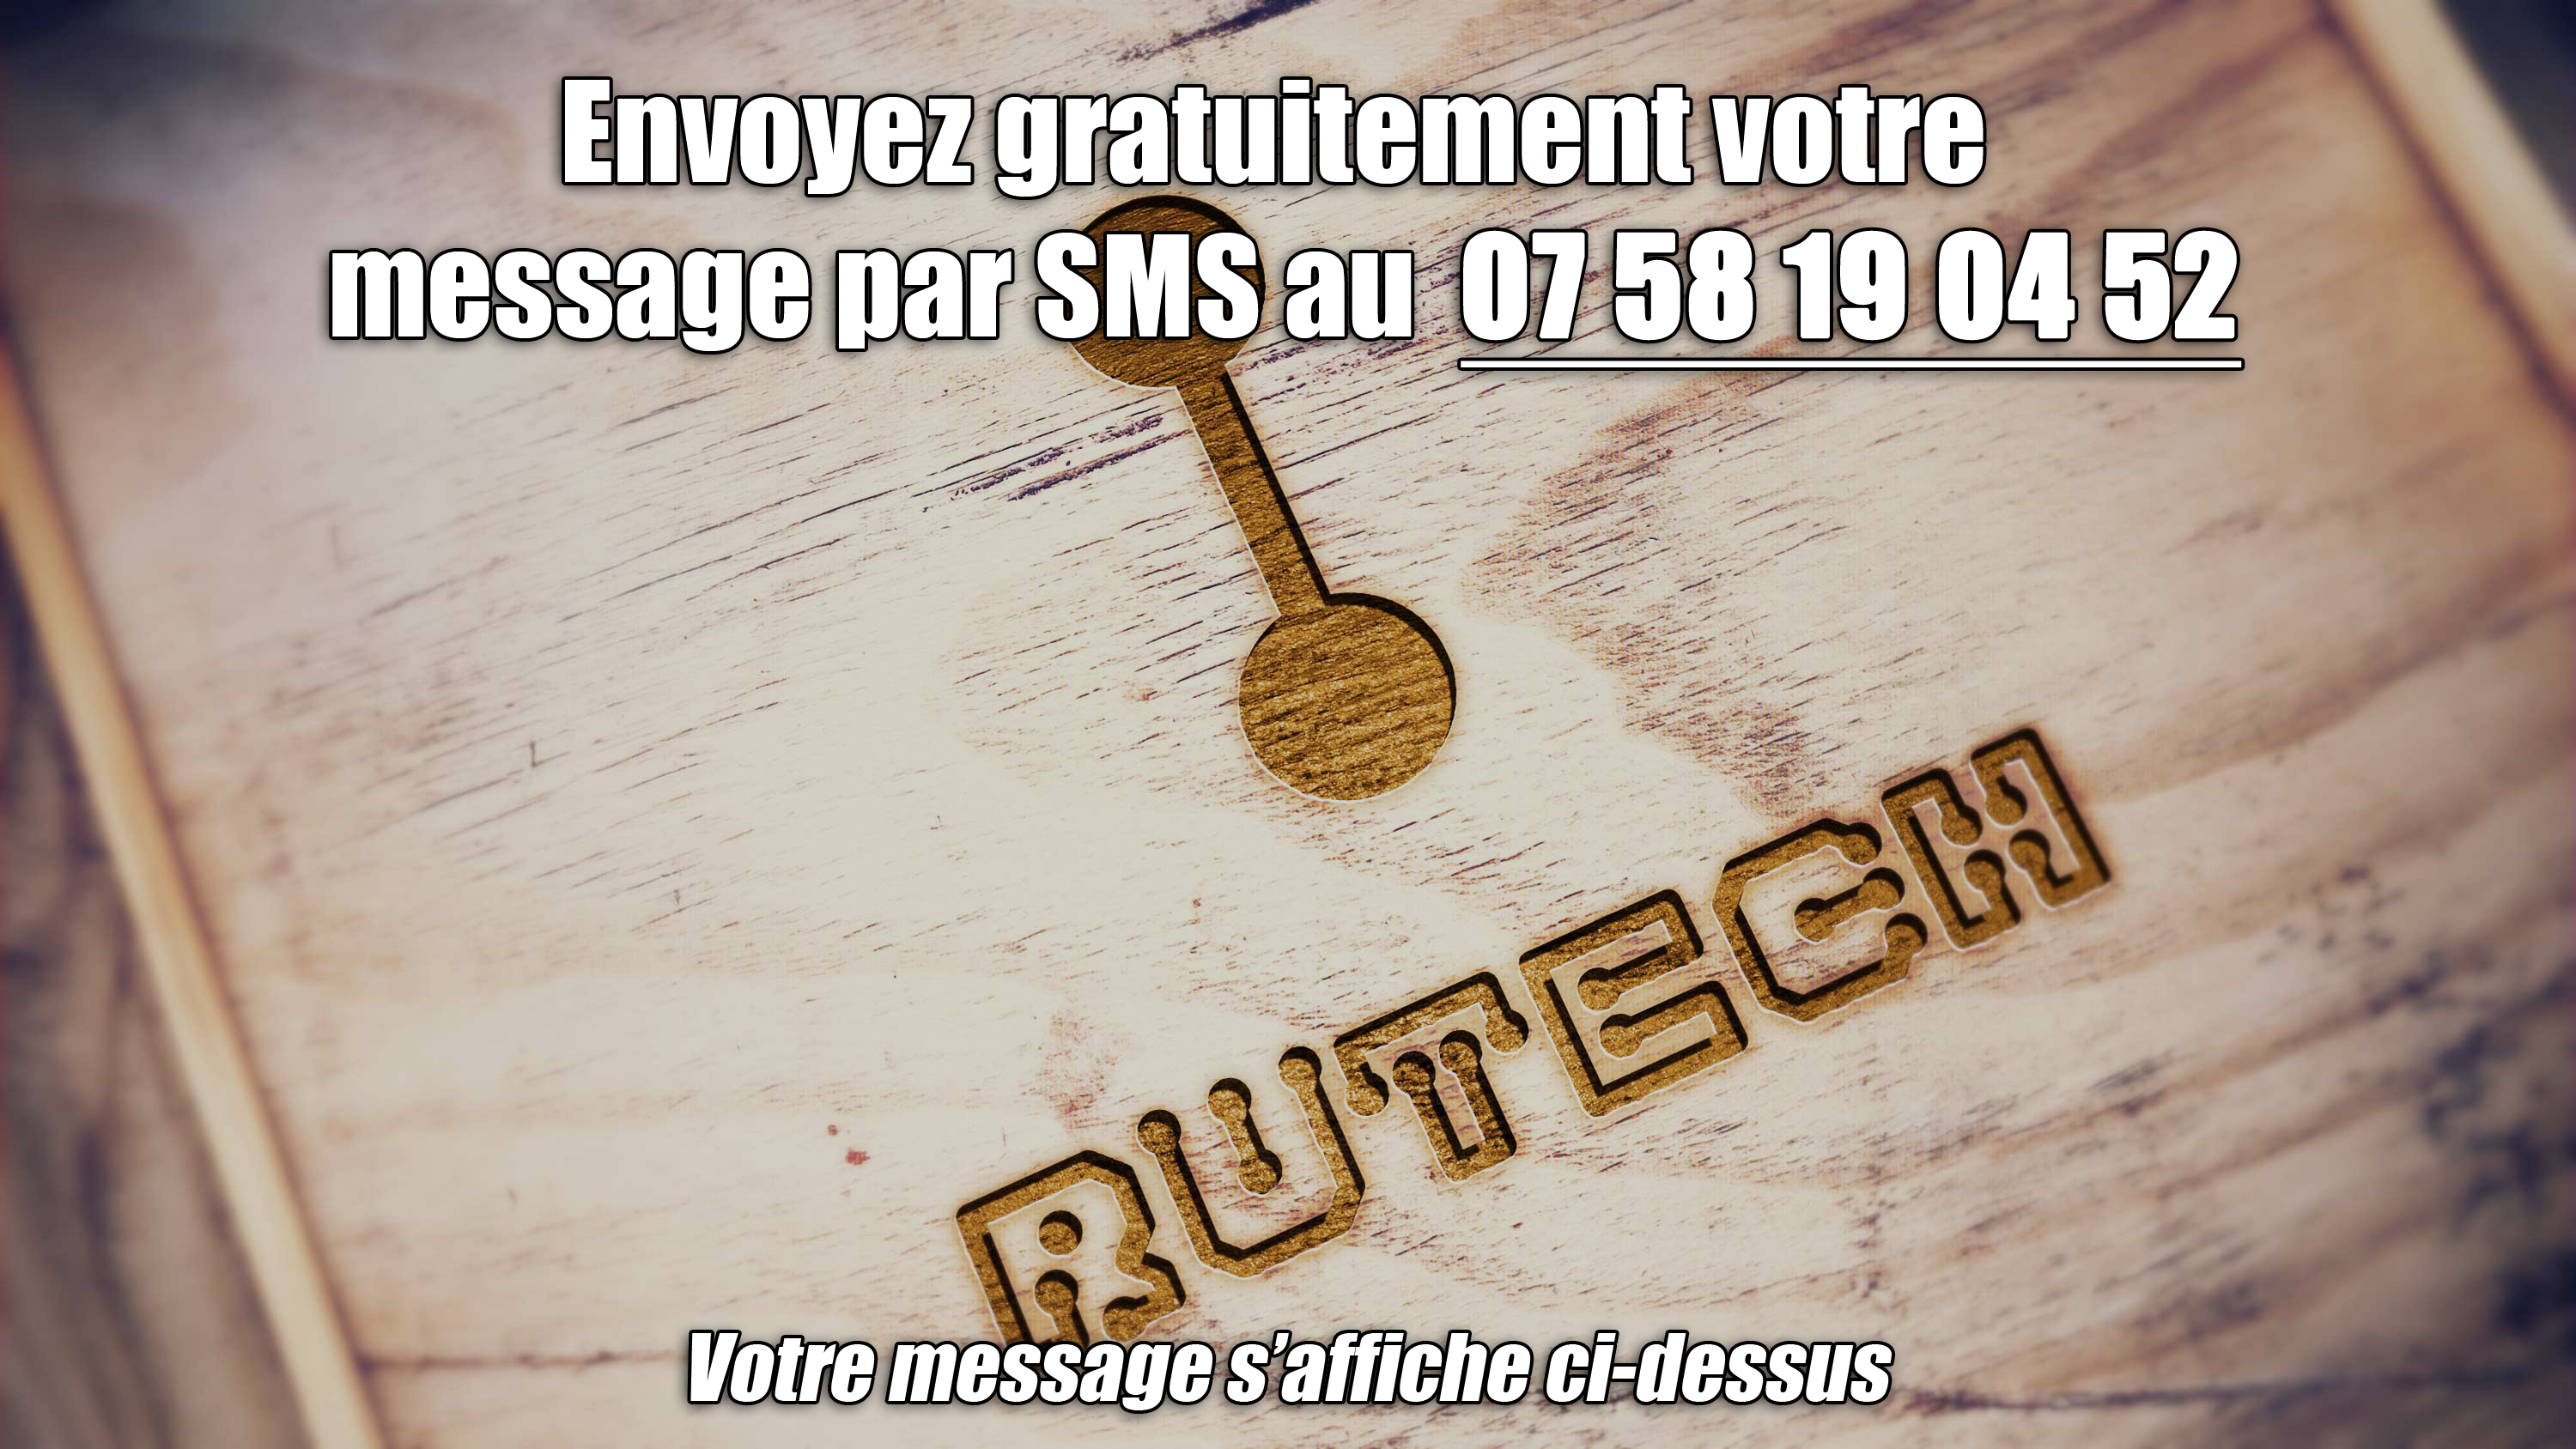 Envoyez gratuitement votre
message par SMS au 07 58 19 04 52
RUTECH
Votre message s'affiche ci-dessus